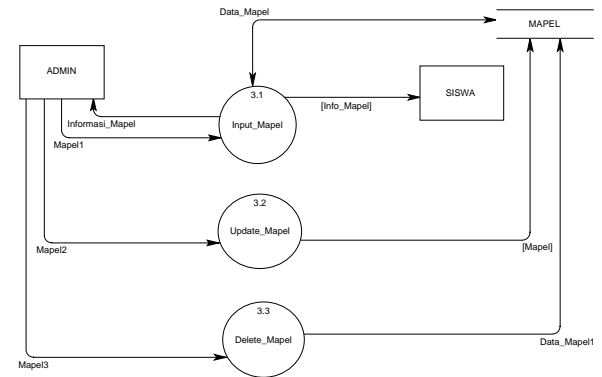 Data_Mapel
MAPEL
ADMIN
3.1
SISWA
[Info_Mapel]
Informasi_Mapel
Input_Mapel
Mapel1
3.2
Update_Mapel
Mapel2
[Mapel]
3.3
Delete_Mapel
Data_Mapel1
Mapel3